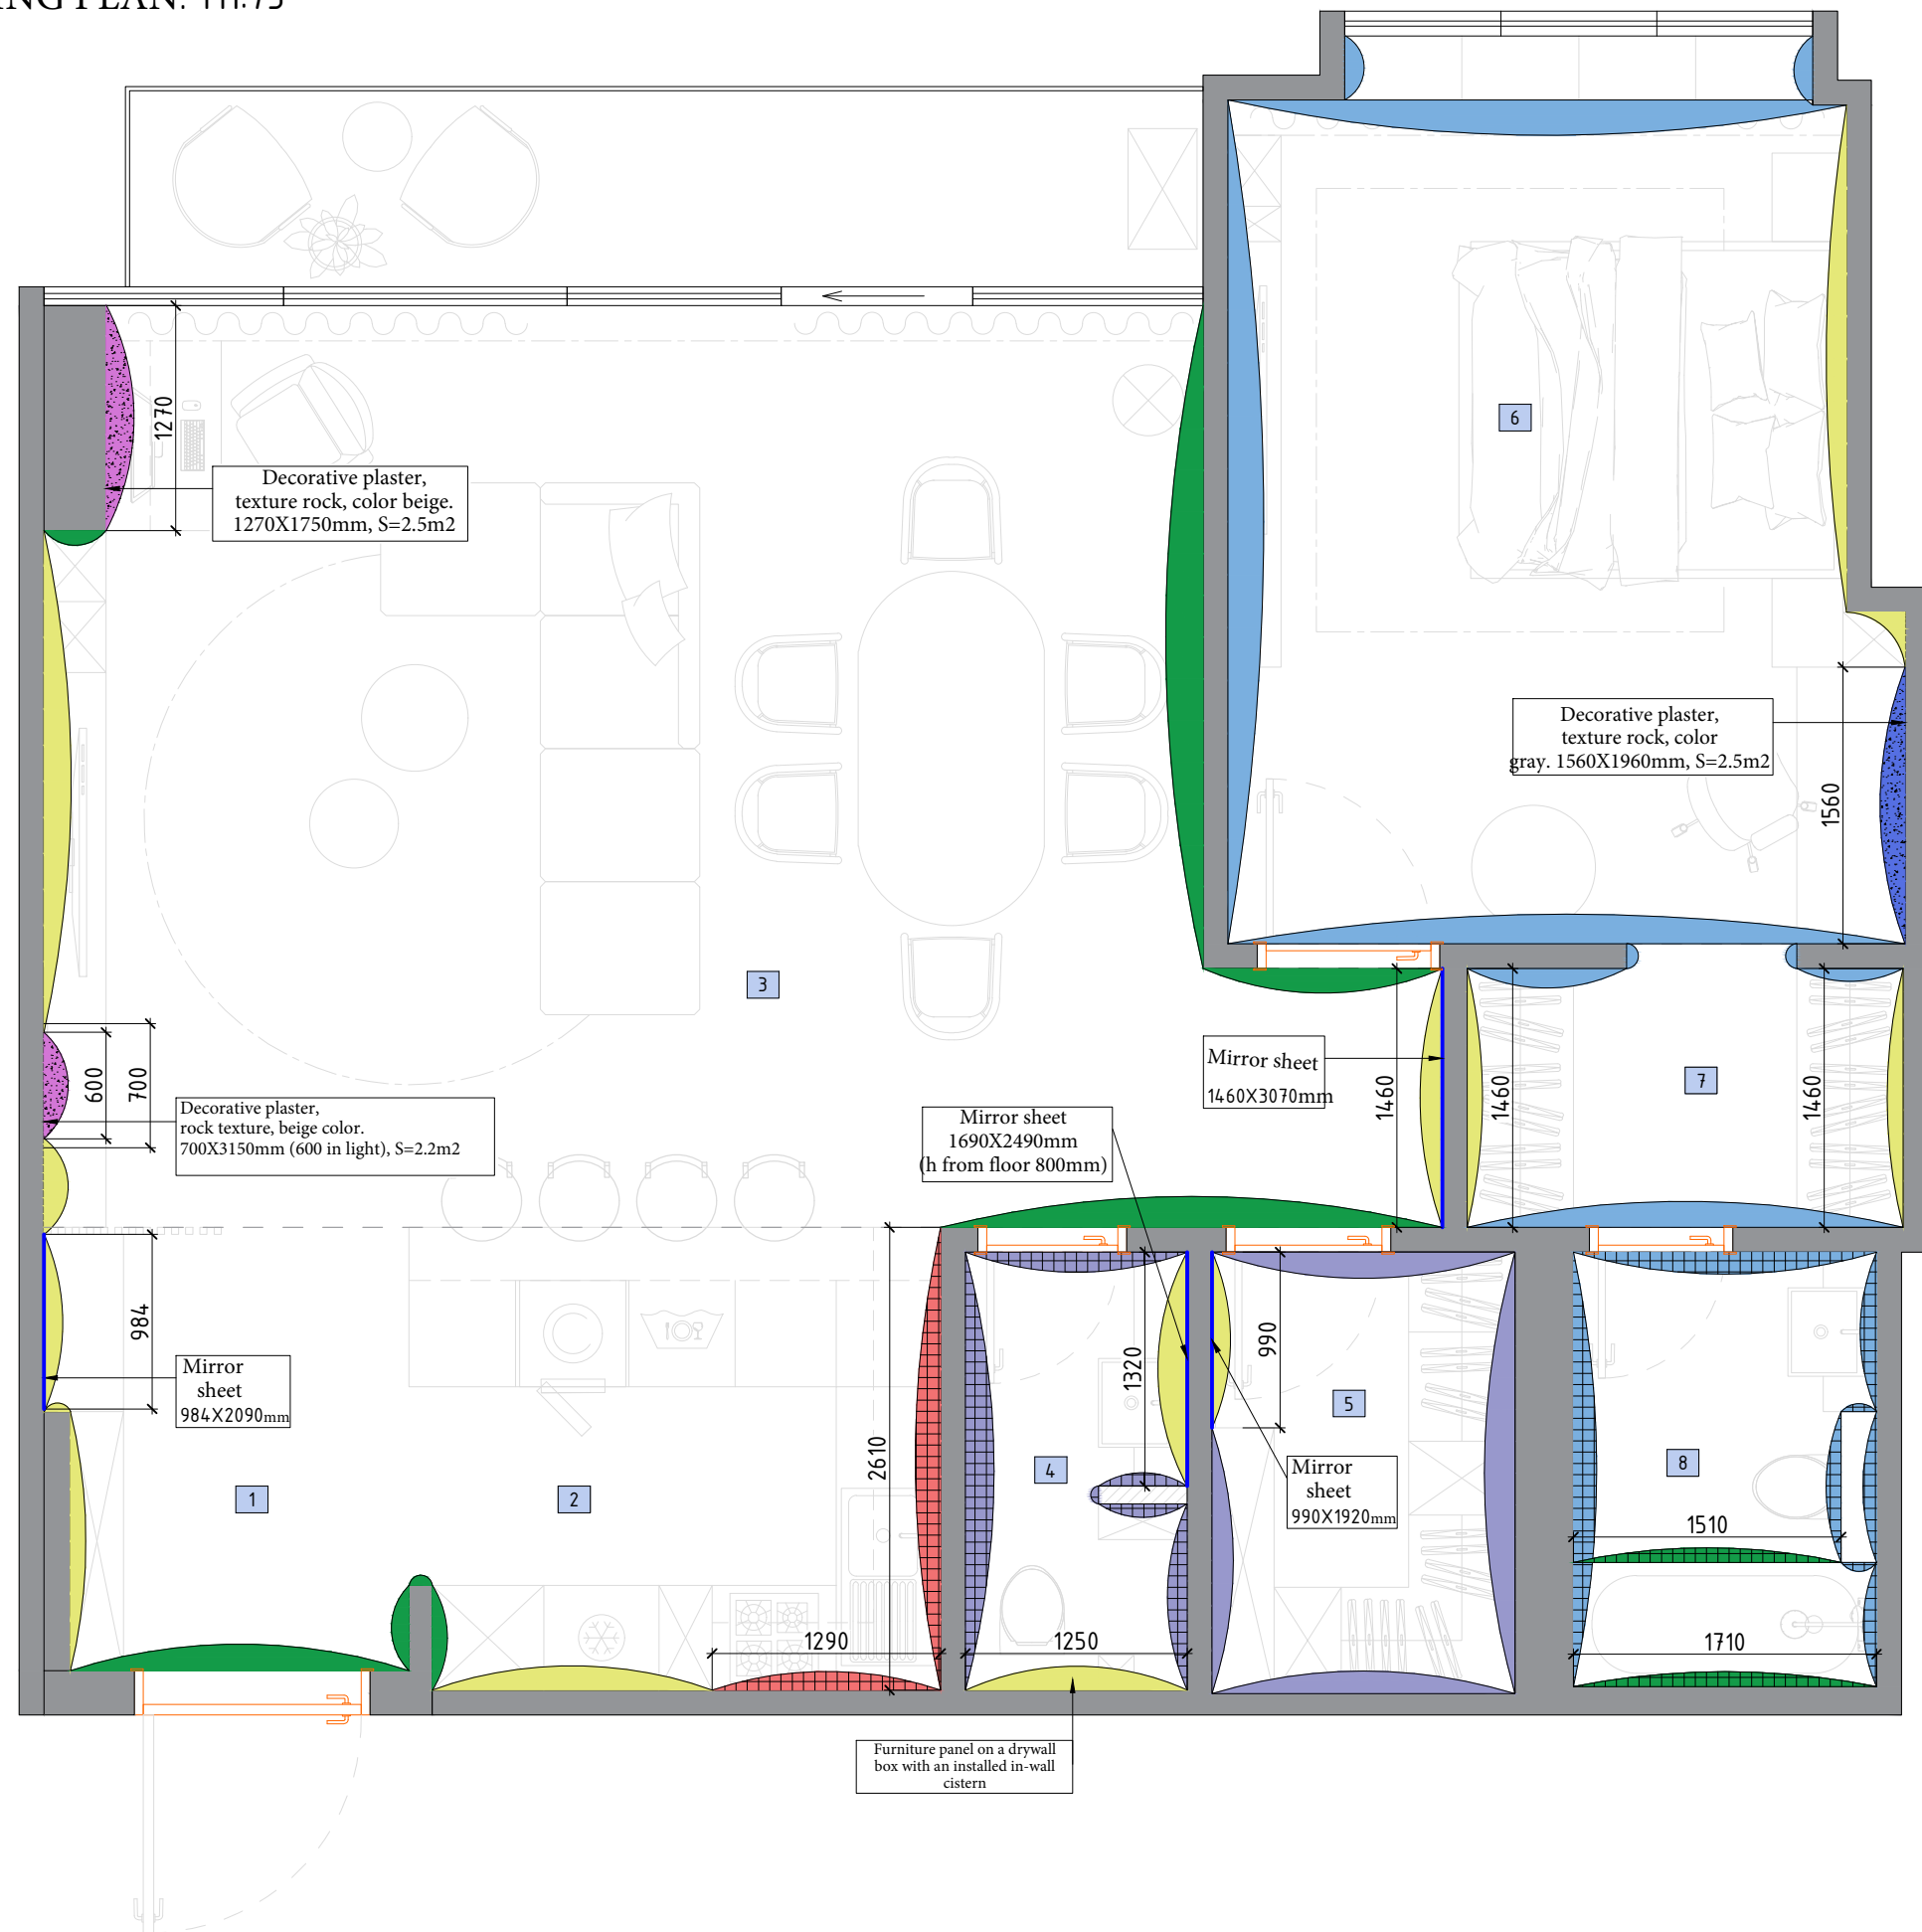 1270
Decorative plaster,
texture rock, color beige.
1270X1750mm, S=2.5m2
6
Decorative plaster,
texture rock, color
gray. 1560X1960mm, S=2.5m2
1560
3
600
700
Decorative plaster,
rock texture, beige color.
700X3150mm (600 in light), S=2.2m2
Mirror sheet
1460X3070mm
1460
1460
7
1460
Mirror sheet
1690X2490mm
(h from floor 800mm)
984
Mirror
sheet
984X2090mm
1320
990
5
Mirror
sheet
990X1920mm
2610
4
8
1
2
1510
1290
1250
1710
Furniture panel on a drywall
box with an installed in-wall
cistern